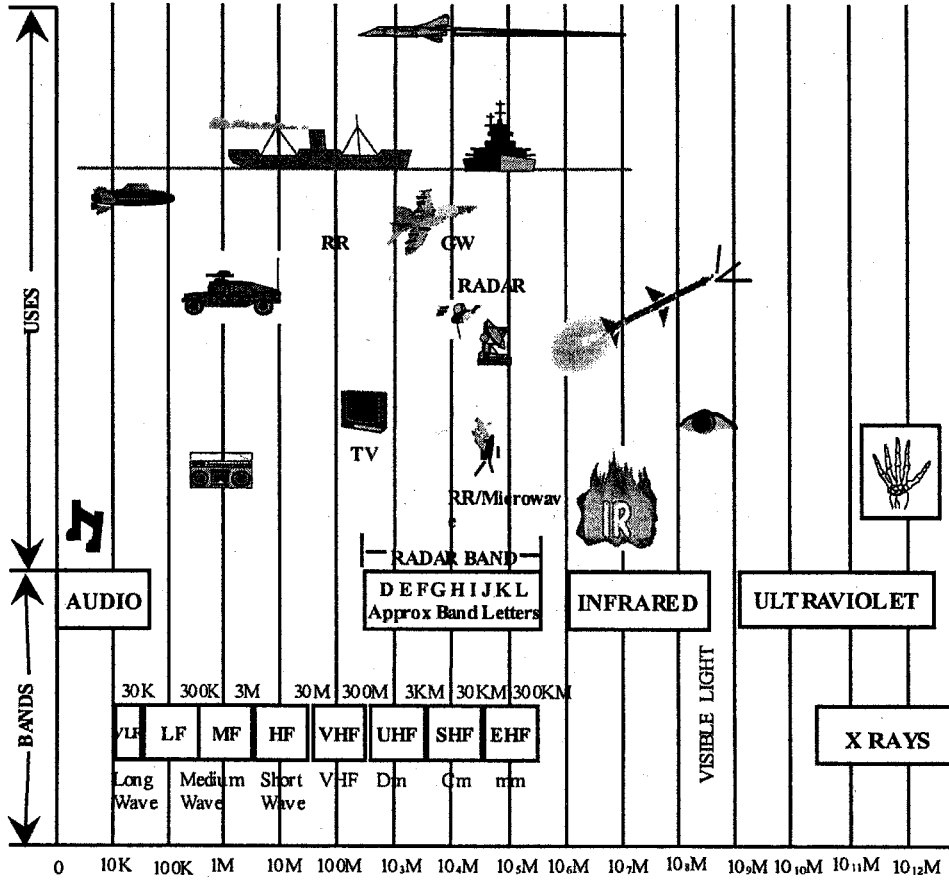 USES
RR
GW
RADAR
TV
RR/Microwav
e
IR
RADAR BAND
AUDIO
D E F G H I J K L
Approx Band Letters
INFRARED
ULTRAVIOLET
BANDS
30K 300K 3M 30M 300M 3KM 30KM 300KM
VLF LF MF HF VHF UHF SHF EHF
VISIBLE LIGHT
X RAYS
Long Medium Short VHF Dm Cm mm
Wave Wave Wave
0 10K 100K 1M 10M 100M 10₃M 10₄M 10₅M 10₆M 10₇M 10₈M 10₉M 10₁₀M 10₁₁M 10₁₂M